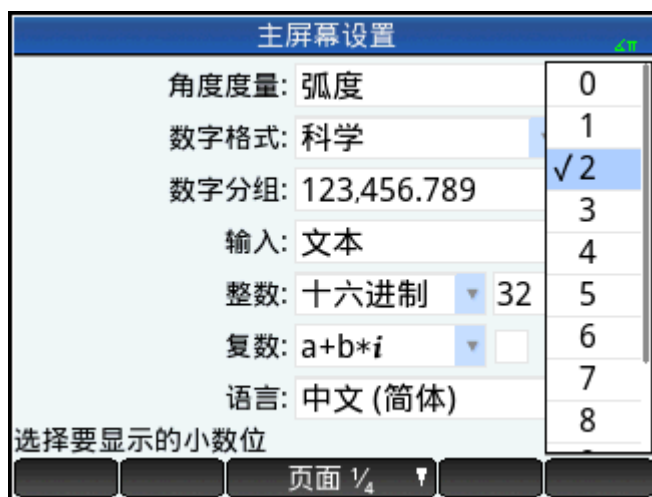 主屏幕设置
∡π
角度度量: 弧度
数字格式: 科学
数字分组: 123,456.789
输入: 文本
整数: 十六进制 32
复数: a+b*i
语言: 中文 (简体)
0
1
√ 2
3
4
5
6
7
8
选择要显示的小数位
页面 ¼